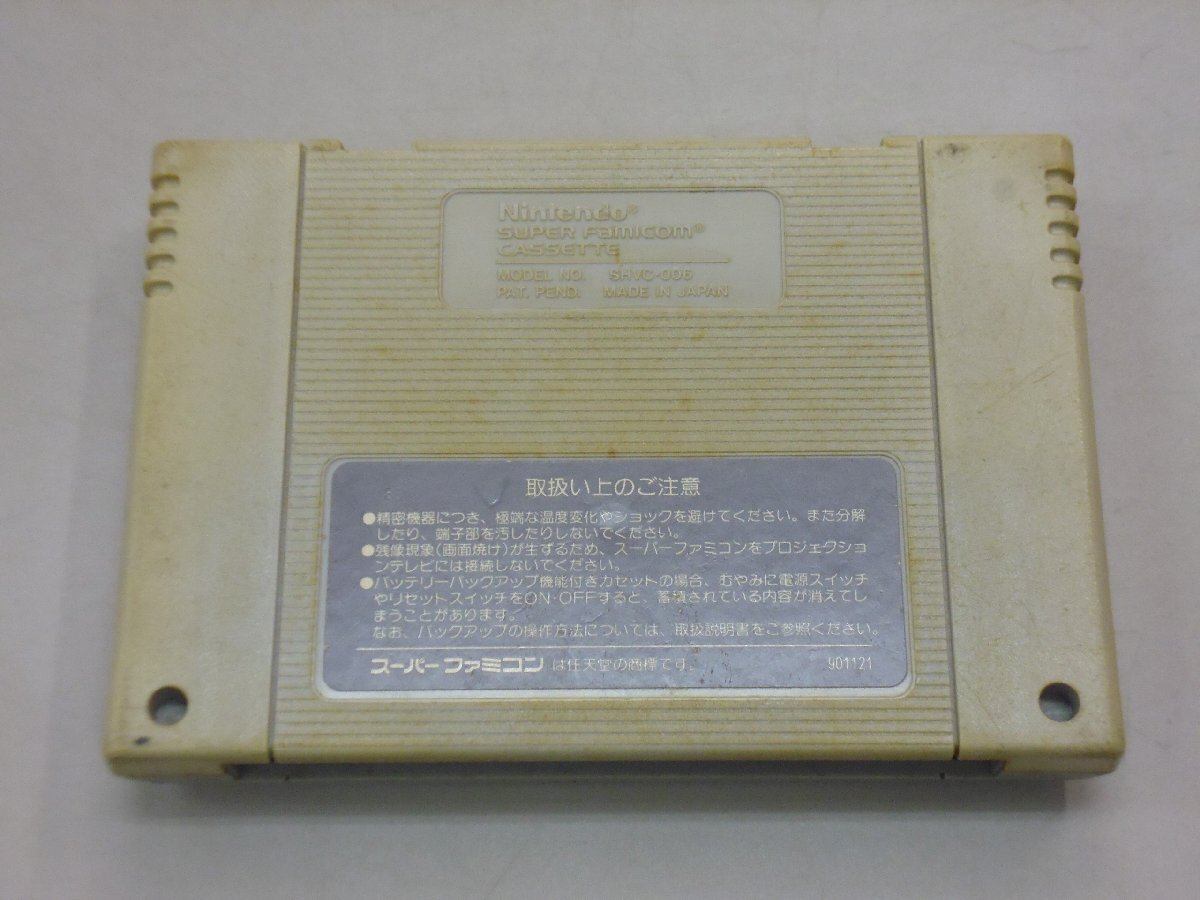 Nintendo®
SUPER Famicom®
CASSETTE
MODEL NO. SHVC-006
PAT. PEND. MADE IN JAPAN
取扱い上のご注意
●精密機器につき、極端な温度変化やショックを避けてください。また分解
したり、端子部を汚したりしないでください。
●残像現象(画面焼け)が生ずるため、スーパーファミコンをプロジェクショ
ンテレビには接続しないでください。
●バッテリーバックアップ機能付きカセットの場合、むやみに電源スイッチ
やリセットスイッチをON・OFFすると、蓄積されている内容が消えてし
まうことがあります。
なお、バックアップの操作方法については、取扱説明書をご参照ください。
スーパーファミコン は任天堂の商標です。 901121